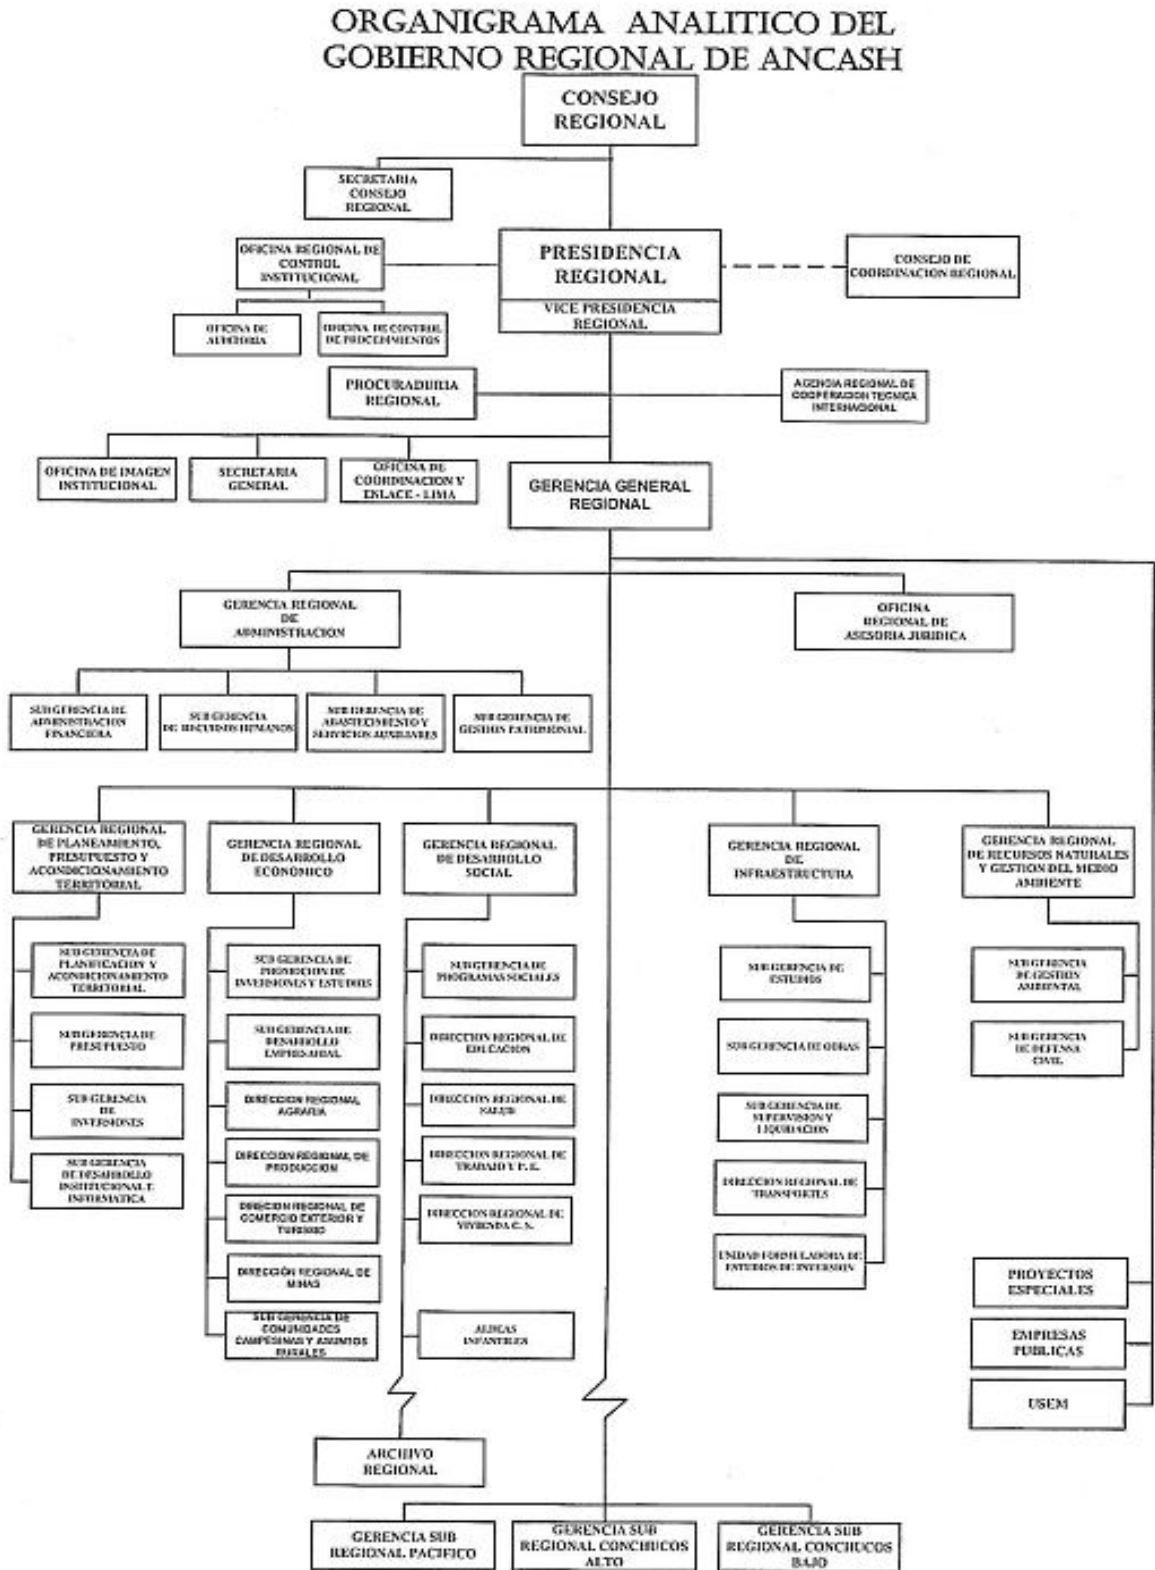 ORGANIGRAMA ANALITICO DEL
GOBIERNO REGIONAL DE ANCASH
CONSEJO
REGIONAL
SECRETARIA
CONSEJO
REGIONAL
OFICINA REGIONAL DE
CONTROL
INSTITUCIONAL
PRESIDENCIA
REGIONAL
VICE PRESIDENCIA
REGIONAL
CONSEJO DE
COORDINACION REGIONAL
OFICINA DE
AUDITORIA
OFICINA DE CONTROL
DE PROCEDIMIENTOS
PROCURADURIA
REGIONAL
AGENCIA REGIONAL DE
COOPERACION TECNICA
INTERNACIONAL
OFICINA DE IMAGEN
INSTITUCIONAL
SECRETARIA
GENERAL
OFICINA DE
COORDINACION Y
ENLACE - LIMA
GERENCIA GENERAL
REGIONAL
GERENCIA REGIONAL
DE
ADMINISTRACION
OFICINA
REGIONAL DE
ASESORIA JURIDICA
SUB GERENCIA DE
ADMINISTRACION
FINANCIERA
SUB GERENCIA
DE RECURSOS HUMANOS
SUB GERENCIA DE
ABASTECIMIENTO Y
SERVICIOS AUXILIARES
SUB GERENCIA DE
GESTION PATRIMONIAL
GERENCIA REGIONAL
DE PLANEAMIENTO,
PRESUPUESTO Y
ACONDICIONAMIENTO
TERRITORIAL
GERENCIA REGIONAL
DE DESARROLLO
ECONÓMICO
GERENCIA REGIONAL
DE DESARROLLO
SOCIAL
GERENCIA REGIONAL
DE
INFRAESTRUCTURA
GERENCIA REGIONAL
DE RECURSOS NATURALES
Y GESTION DEL MEDIO
AMBIENTE
SUB GERENCIA DE
PLANIFICACION Y
ACONDICIONAMIENTO
TERRITORIAL
SUB GERENCIA DE
PRESUPUESTO
SUB GERENCIA
DE
INVERSIONES
SUB GERENCIA
DE DESARROLLO
INSTITUCIONAL E
INFORMATICA
SUB GERENCIA DE
PROMOCION DE
INVERSIONES Y ESTUDIOS
SUB GERENCIA DE
DESARROLLO
EMPRESARIAL
DIRECCION REGIONAL
AGRARIA
DIRECCION REGIONAL DE
PRODUCCION
DIRECION REGIONAL DE
COMERCIO EXTERIOR Y
TURISMO
DIRECCIÓN REGIONAL DE
MINAS
SUB GERENCIA DE
COMUNIDADES
CAMPESINAS Y ASUNTOS
RURALES
SUB GERENCIA DE
PROGRAMAS SOCIALES
DIRECCION REGIONAL DE
EDUCACION
DIRECCION REGIONAL DE
SALUD
DIRECCION REGIONAL DE
TRABAJO Y P. E.
DIRECCION REGIONAL DE
VIVIENDA C. S.
ALDEAS
INFANTILES
SUB GERENCIA DE
ESTUDIOS
SUB GERENCIA DE OBRAS
SUB GERENCIA DE
SUPERVISION Y
LIQUIDACION
DIRECCION REGIONAL DE
TRANSPORTES
UNIDAD FORMULADORA DE
ESTUDIOS DE INVERSION
SUB GERENCIA
DE GESTION
AMBIENTAL
SUB GERENCIA
DE DEFENSA
CIVIL
PROYECTOS
ESPECIALES
EMPRESAS
PUBLICAS
USEM
ARCHIVO
REGIONAL
GERENCIA SUB
REGIONAL PACIFICO
GERENCIA SUB
REGIONAL CONCHUCOS
ALTO
GERENCIA SUB
REGIONAL CONCHUCOS
BAJO